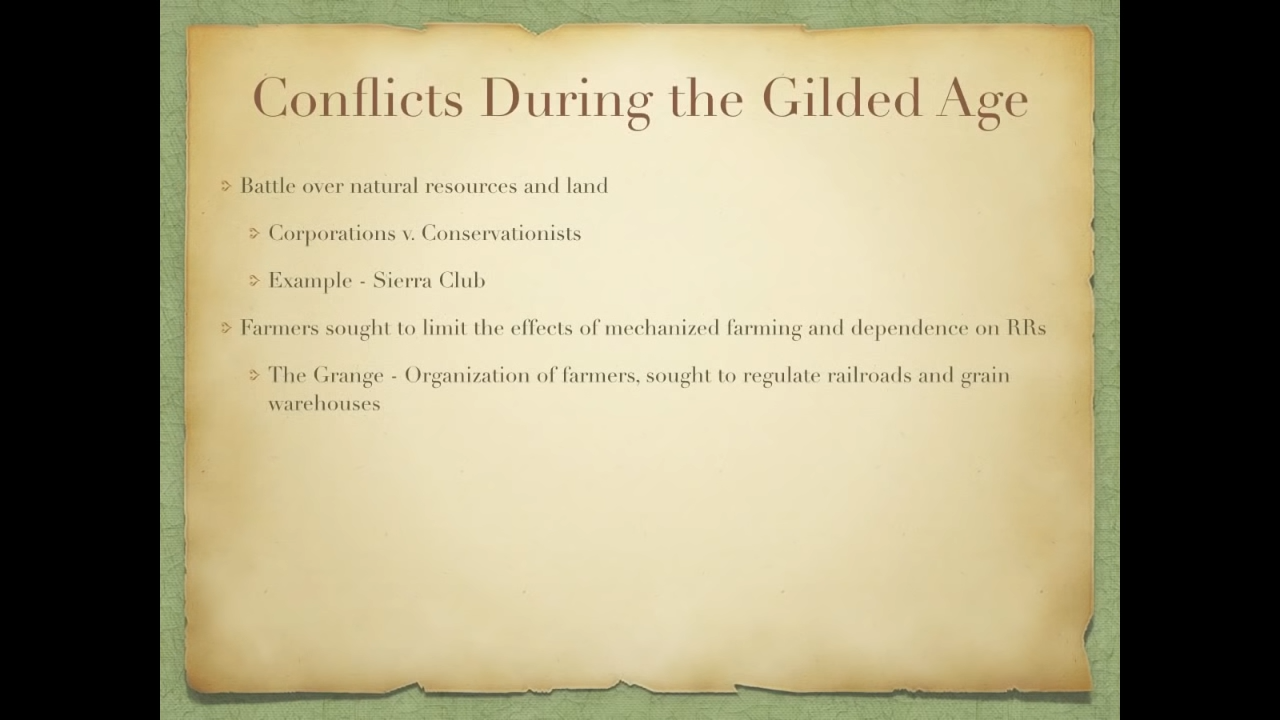 Conflicts During the Gilded Age
Battle over natural resources and land
Corporations v. Conservationists
Example - Sierra Club
Farmers sought to limit the effects of mechanized farming and dependence on RRs
The Grange - Organization of farmers, sought to regulate railroads and grain
warehouses